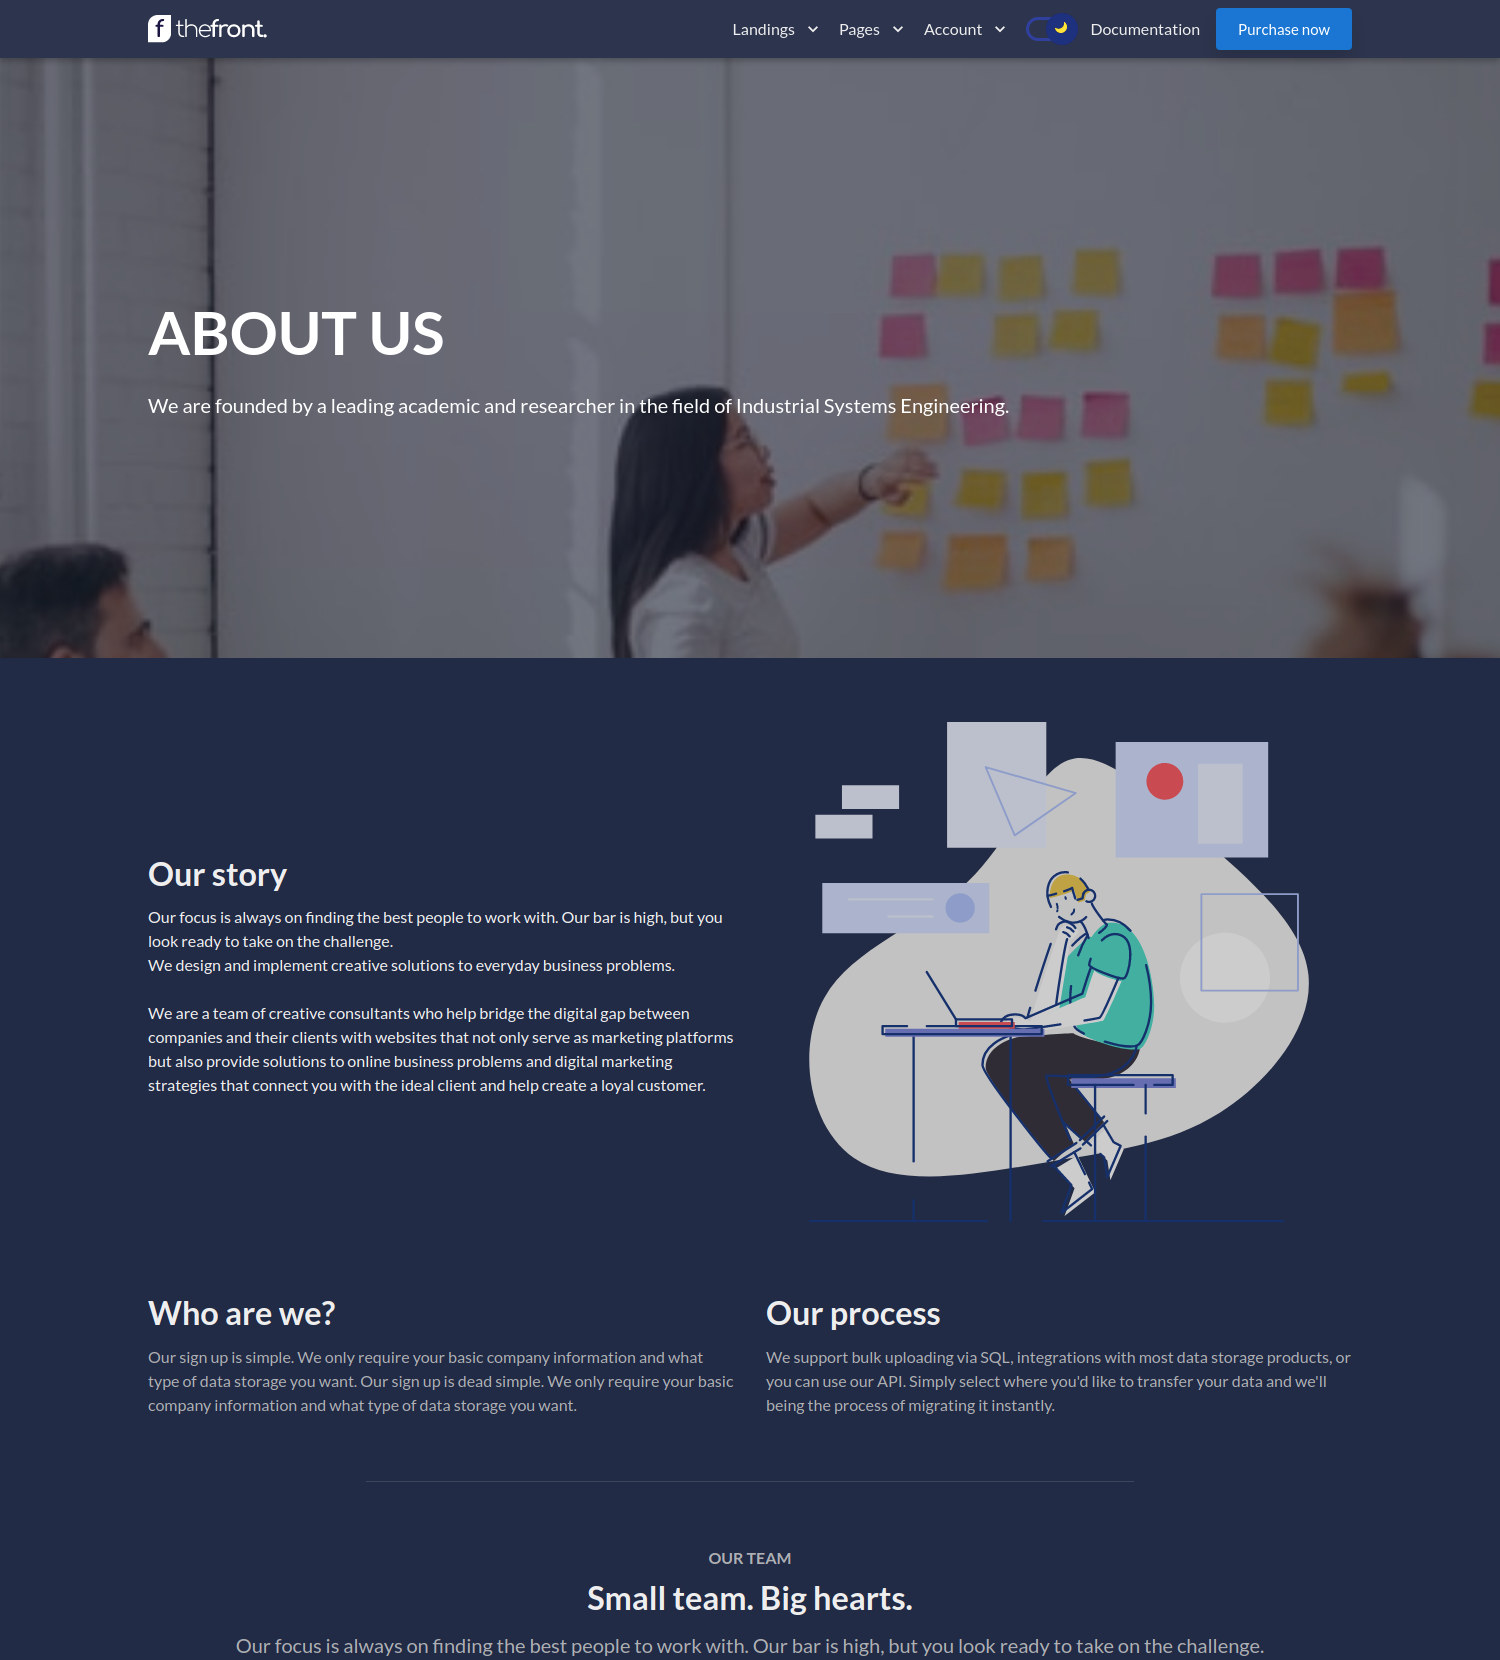 thefront.
Landings Pages Account Documentation Purchase now
ABOUT US
We are founded by a leading academic and researcher in the field of Industrial Systems Engineering.
Our story
Our focus is always on finding the best people to work with. Our bar is high, but you
look ready to take on the challenge.
We design and implement creative solutions to everyday business problems.
We are a team of creative consultants who help bridge the digital gap between
companies and their clients with websites that not only serve as marketing platforms
but also provide solutions to online business problems and digital marketing
strategies that connect you with the ideal client and help create a loyal customer.
Who are we?
Our sign up is simple. We only require your basic company information and what
type of data storage you want. Our sign up is dead simple. We only require your basic
company information and what type of data storage you want.
Our process
We support bulk uploading via SQL, integrations with most data storage products, or
you can use our API. Simply select where you'd like to transfer your data and we'll
being the process of migrating it instantly.
OUR TEAM
Small team. Big hearts.
Our focus is always on finding the best people to work with. Our bar is high, but you look ready to take on the challenge.